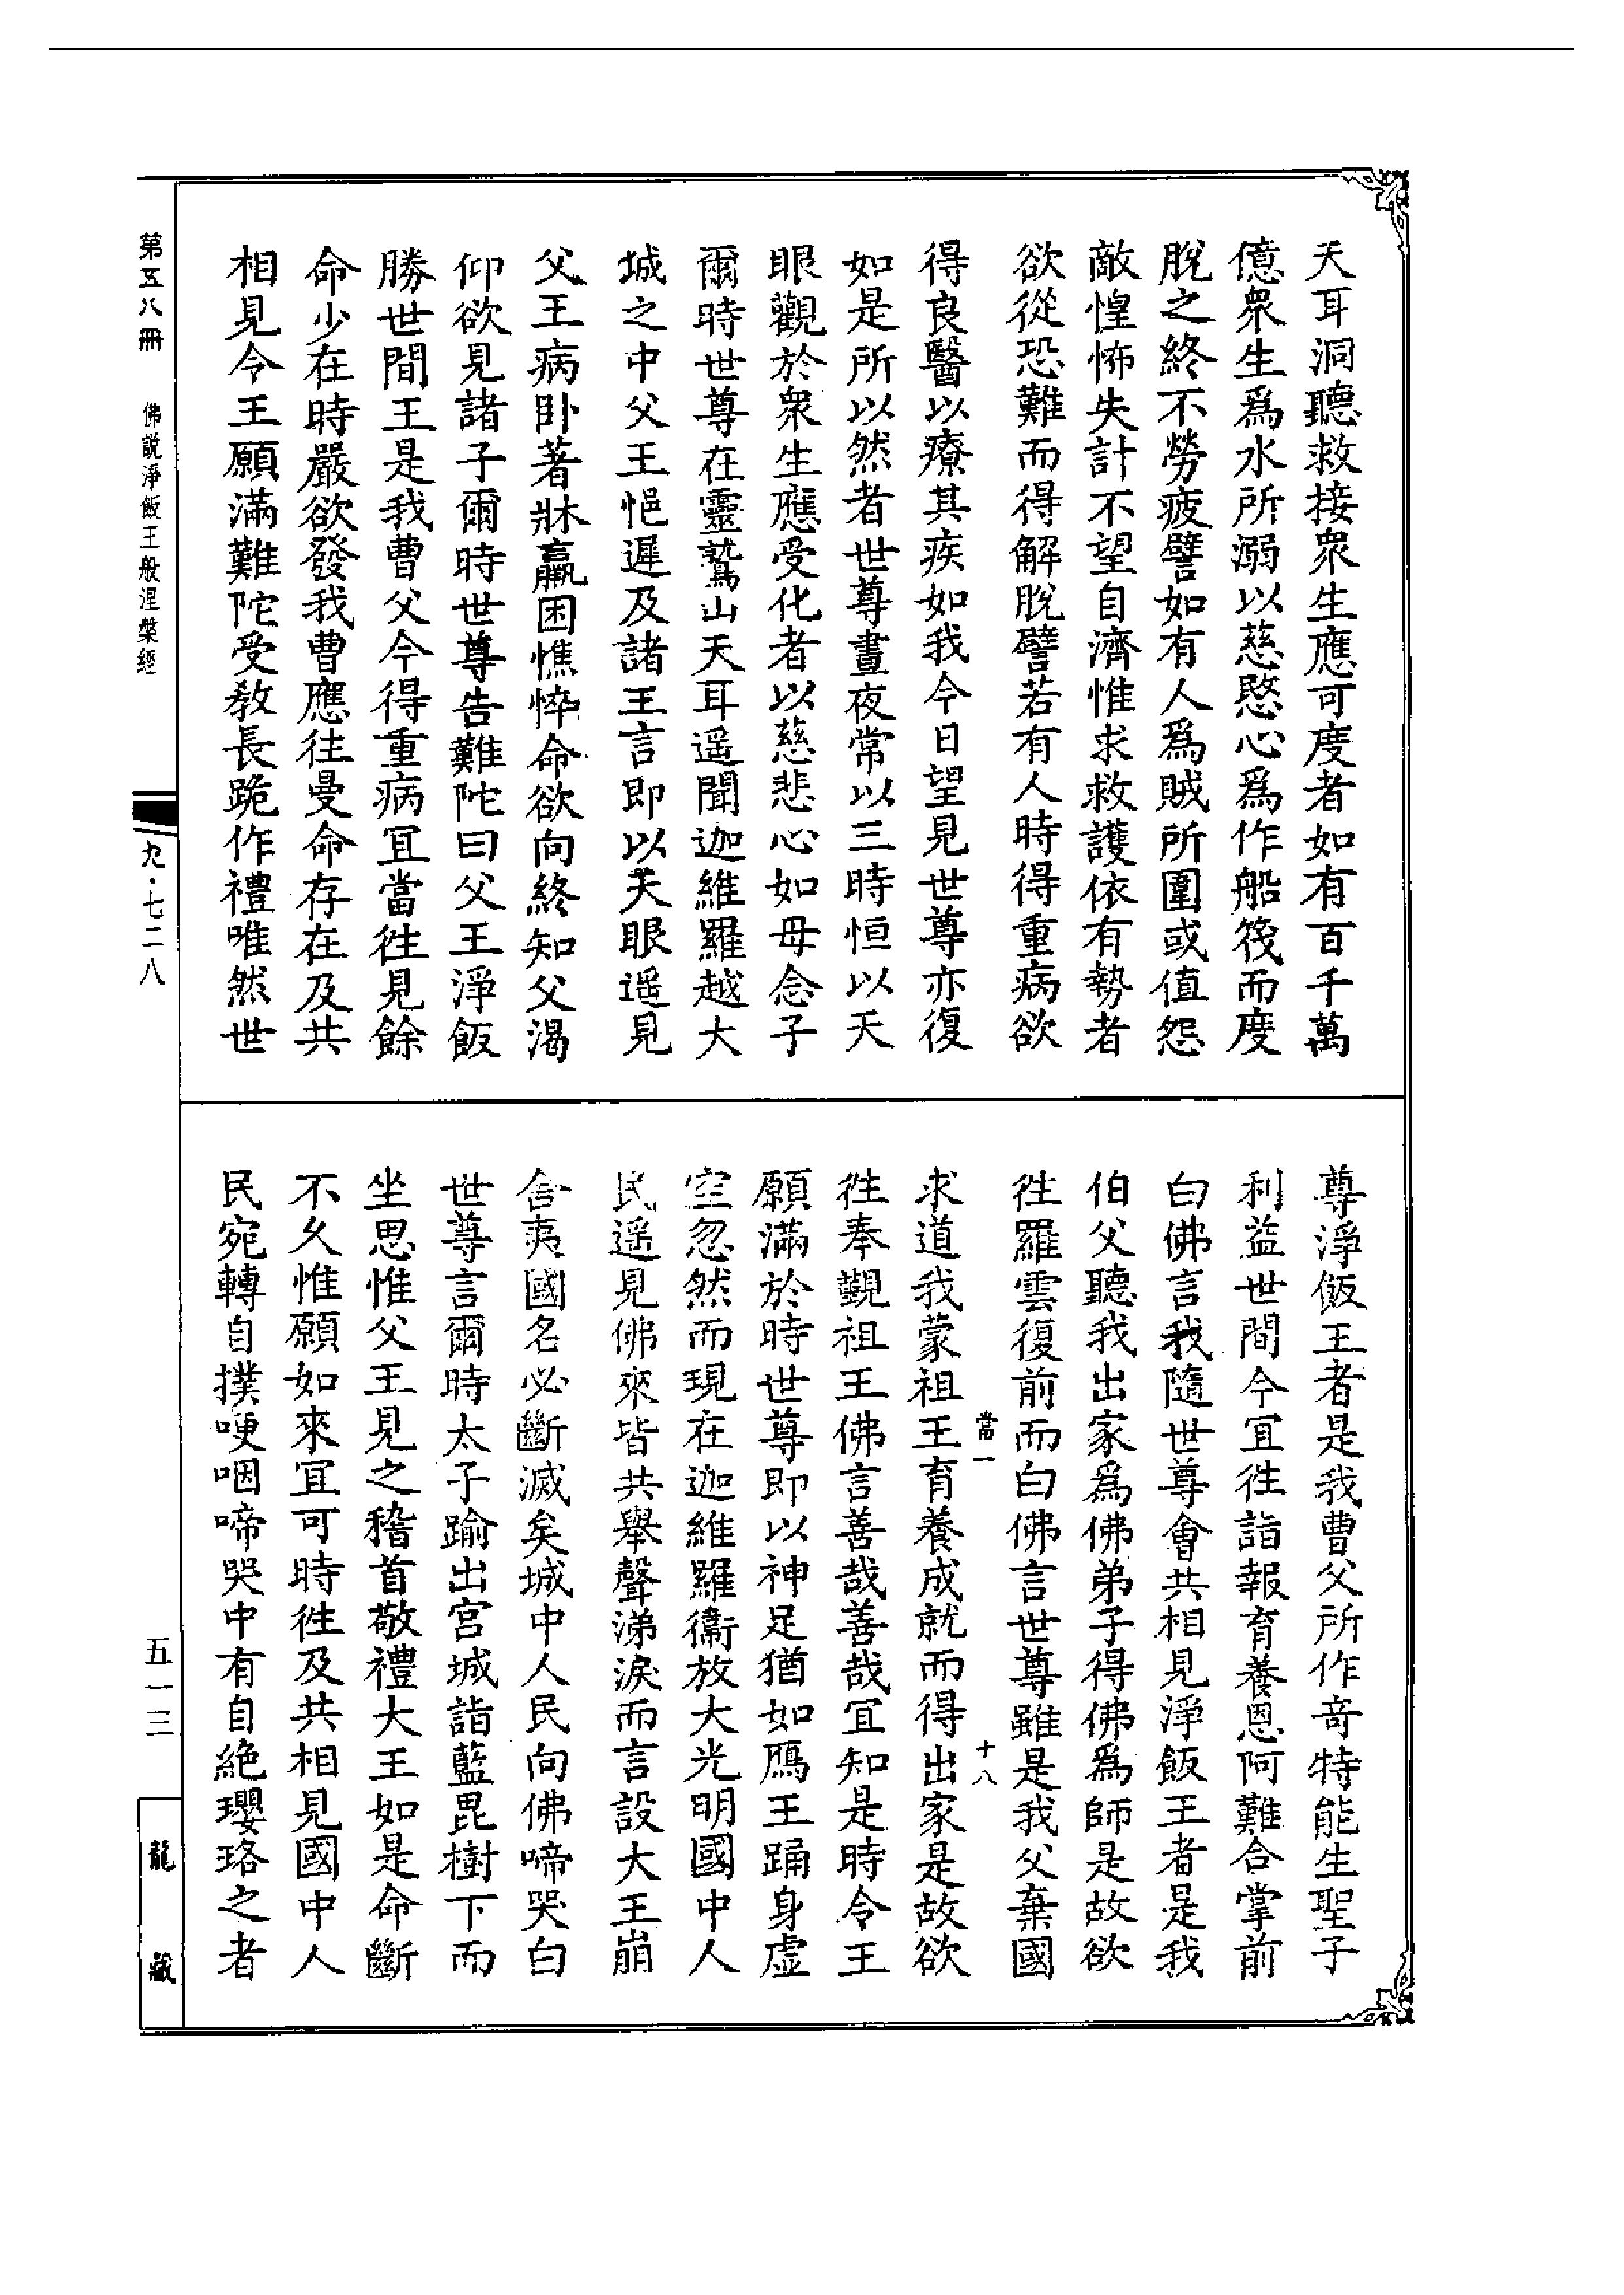 天耳洞聽救接衆生應可度者如有百千萬
億衆生爲水所溺以慈愍心爲作船筏而度
脫之終不勞疲譬如有人爲賊所圍或值怨
敵惶怖失計不望自濟惟求救護依有勢者
欲從恐難而得解脫譬若有人時得重病欲
得良醫以療其疾如我今日望見世尊亦復
如是所以然者世尊晝夜常以三時恒以天
眼觀於衆生應受化者以慈悲心如母念子
爾時世尊在靈鷲山天耳遥聞迦維羅越大
城之中父王悒遲及諸王言即以天眼遥見
父王病卧著牀羸困憔悴命欲向終知父渴
仰欲見諸子爾時世尊告難陀曰父王淨飯
勝世間王是我曹父今得重病宜當往見餘
命少在時嚴欲發我曹應往曼命存在及共
相見令王願滿難陀受敎長跪作禮唯然世
尊淨飯王者是我曹父所作竒特能生聖子
利益世間今宜往詣報育養恩阿難合掌前
白佛言我隨世尊會共相見淨飯王者是我
伯父聽我出家爲佛弟子得佛爲師是故欲
往羅雲復前而白佛言世尊雖是我父棄國
當一 十八
求道我蒙祖王育養成就而得出家是故欲
往奉覲祖王佛言善哉善哉宜知是時令王
願滿於時世尊即以神足猶如鴈王踊身虛
空忽然而現在迦維羅衞放大光明國中人
民遥見佛來皆共舉聲涕淚而言設大王崩
舍夷國名必斷滅矣城中人民向佛啼哭白
世尊言爾時太子踰出宮城詣藍毘樹下而
坐思惟父王見之稽首敬禮大王如是命斷
不久惟願如來宜可時往及共相見國中人
民宛轉自撲哽咽啼哭中有自絶瓔珞之者
第五八冊 佛説淨飯王般涅槃經
九·七二八
五一三
龍藏